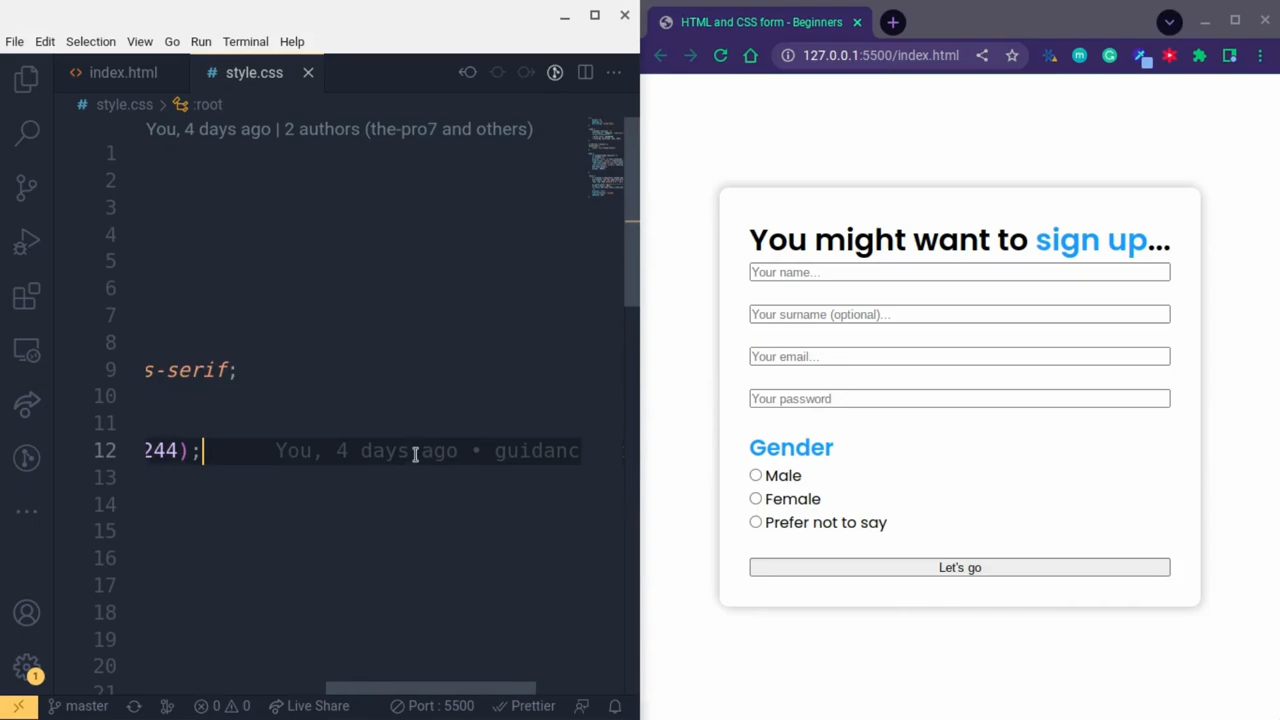 File Edit Selection View Go Run Terminal Help
index.html
style.css
style.css > :root
You, 4 days ago | 2 authors (the-pro7 and others)
1
2
3
4
5
6
7
8
9 s-serif;
10
11
12 244); You, 4 days ago • guidanc
13
14
15
16
17
18
19
20
21
1
master
0 0
Live Share
Port : 5500
Prettier
HTML and CSS form - Beginners
127.0.0.1:5500/index.html
You might want to sign up...
Your name...
Your surname (optional)...
Your email...
Your password
Gender
Male
Female
Prefer not to say
Let's go